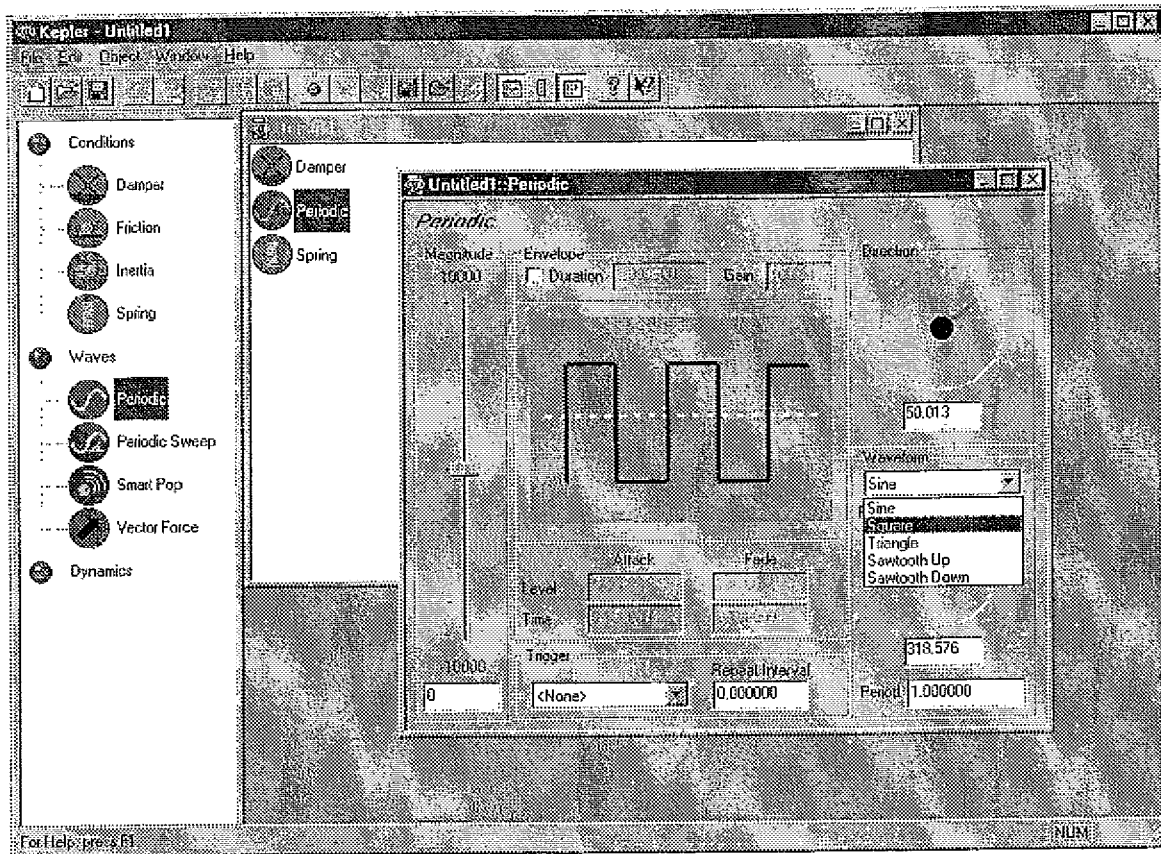 Kepler - Untitled1
File Edit Object Window Help
Conditions
Damper
Friction
Inertia
Spring
Waves
Periodic
Periodic Sweep
Smart Pop
Vector Force
Dynamics
Damper
Periodic
Spring
Untitled1::Periodic
Periodic
Magnitude
10000
-10000
0
Envelope
Duration
Gain
Attack
Fade
Level
Time
Trigger
<None>
Repeat Interval
0.000000
Direction
50.013
Waveform
Sine
Sine
Square
Triangle
Sawtooth Up
Sawtooth Down
318.576
Period 1.000000
For Help, press F1
NUM